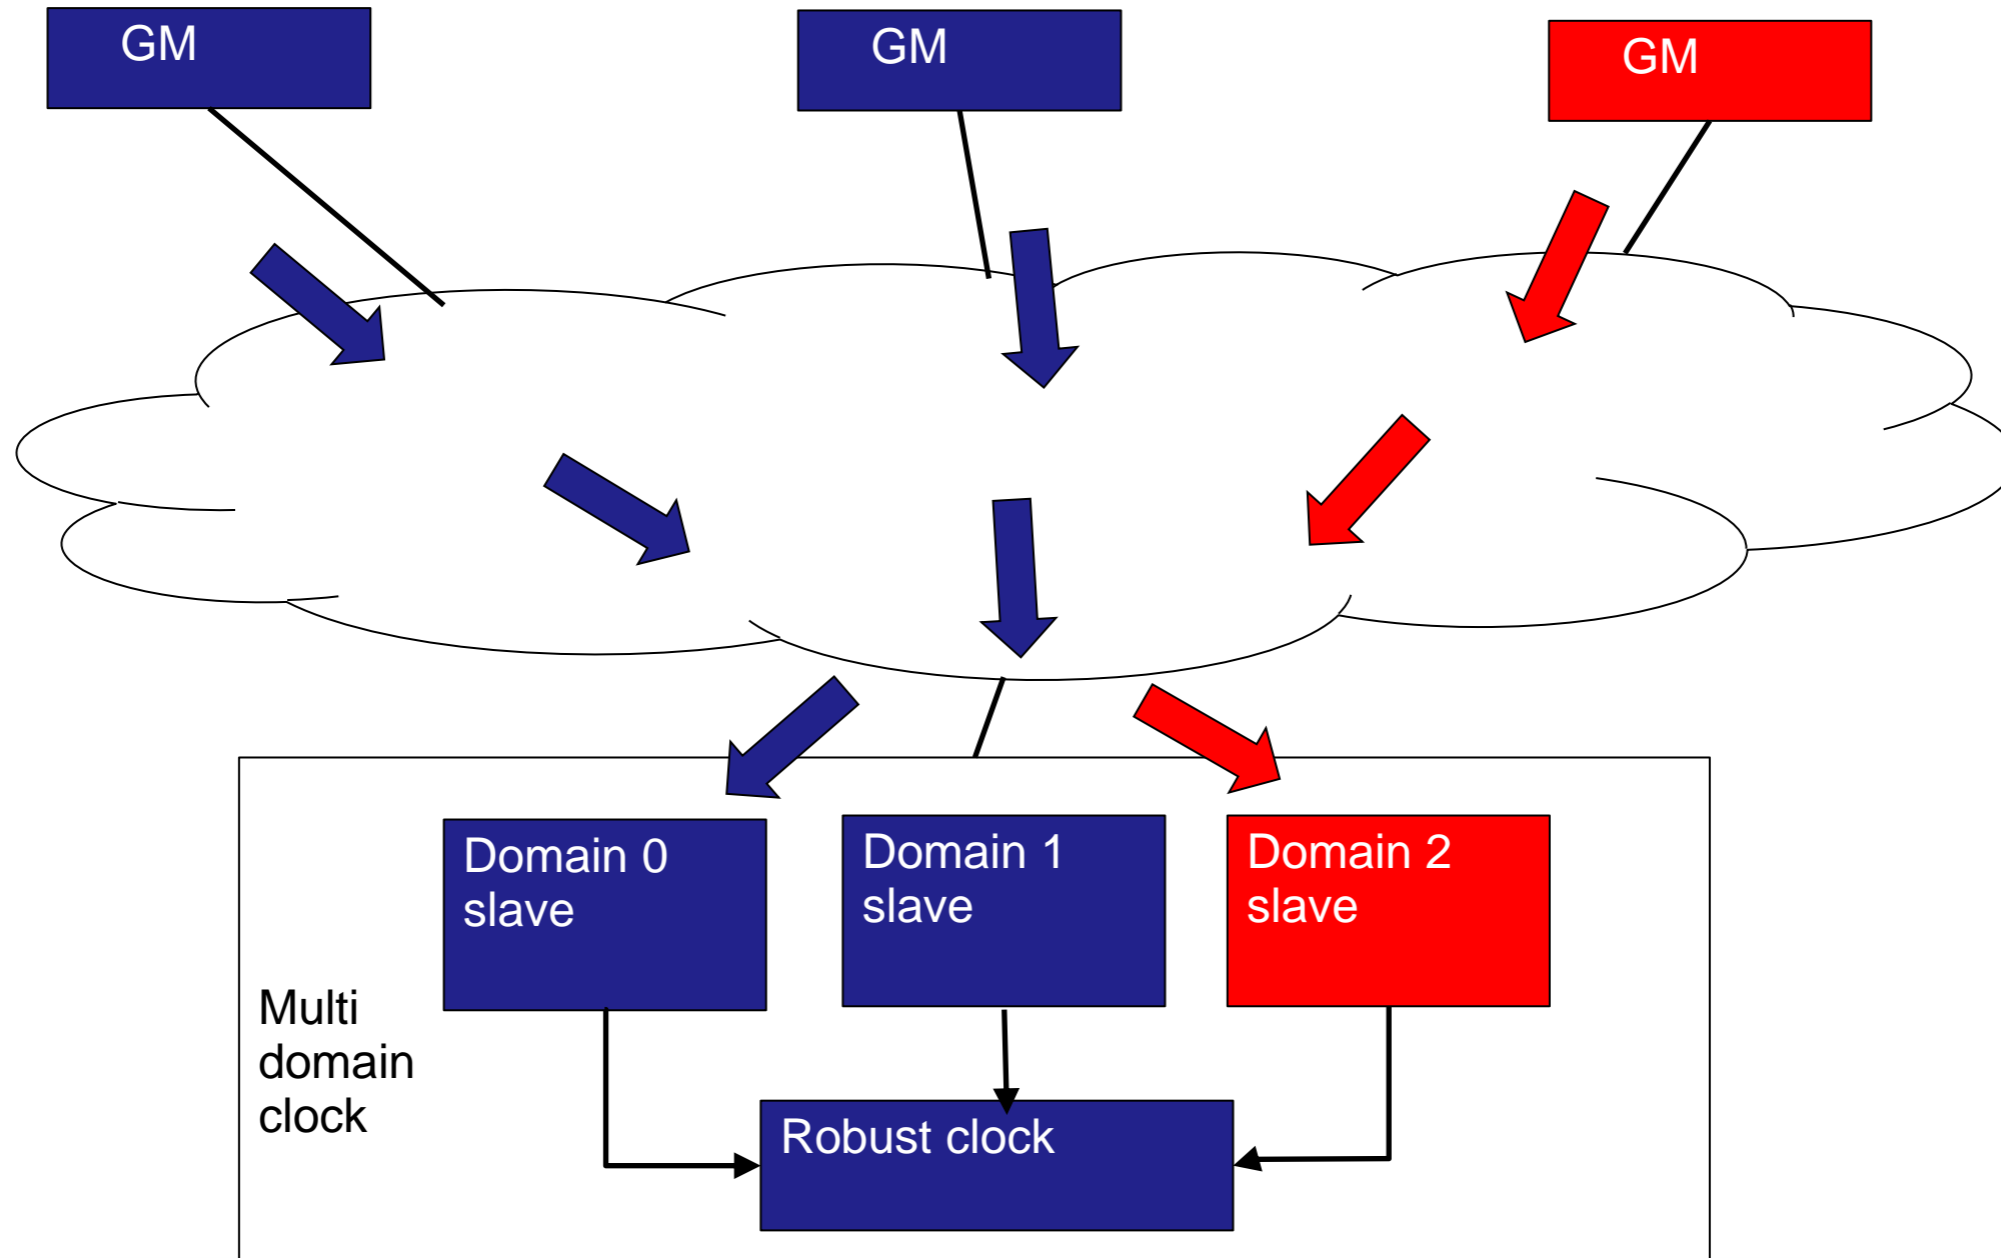 GM
GM
GM
Domain 0
slave
Domain 1
slave
Domain 2
slave
Multi
domain
clock
Robust clock